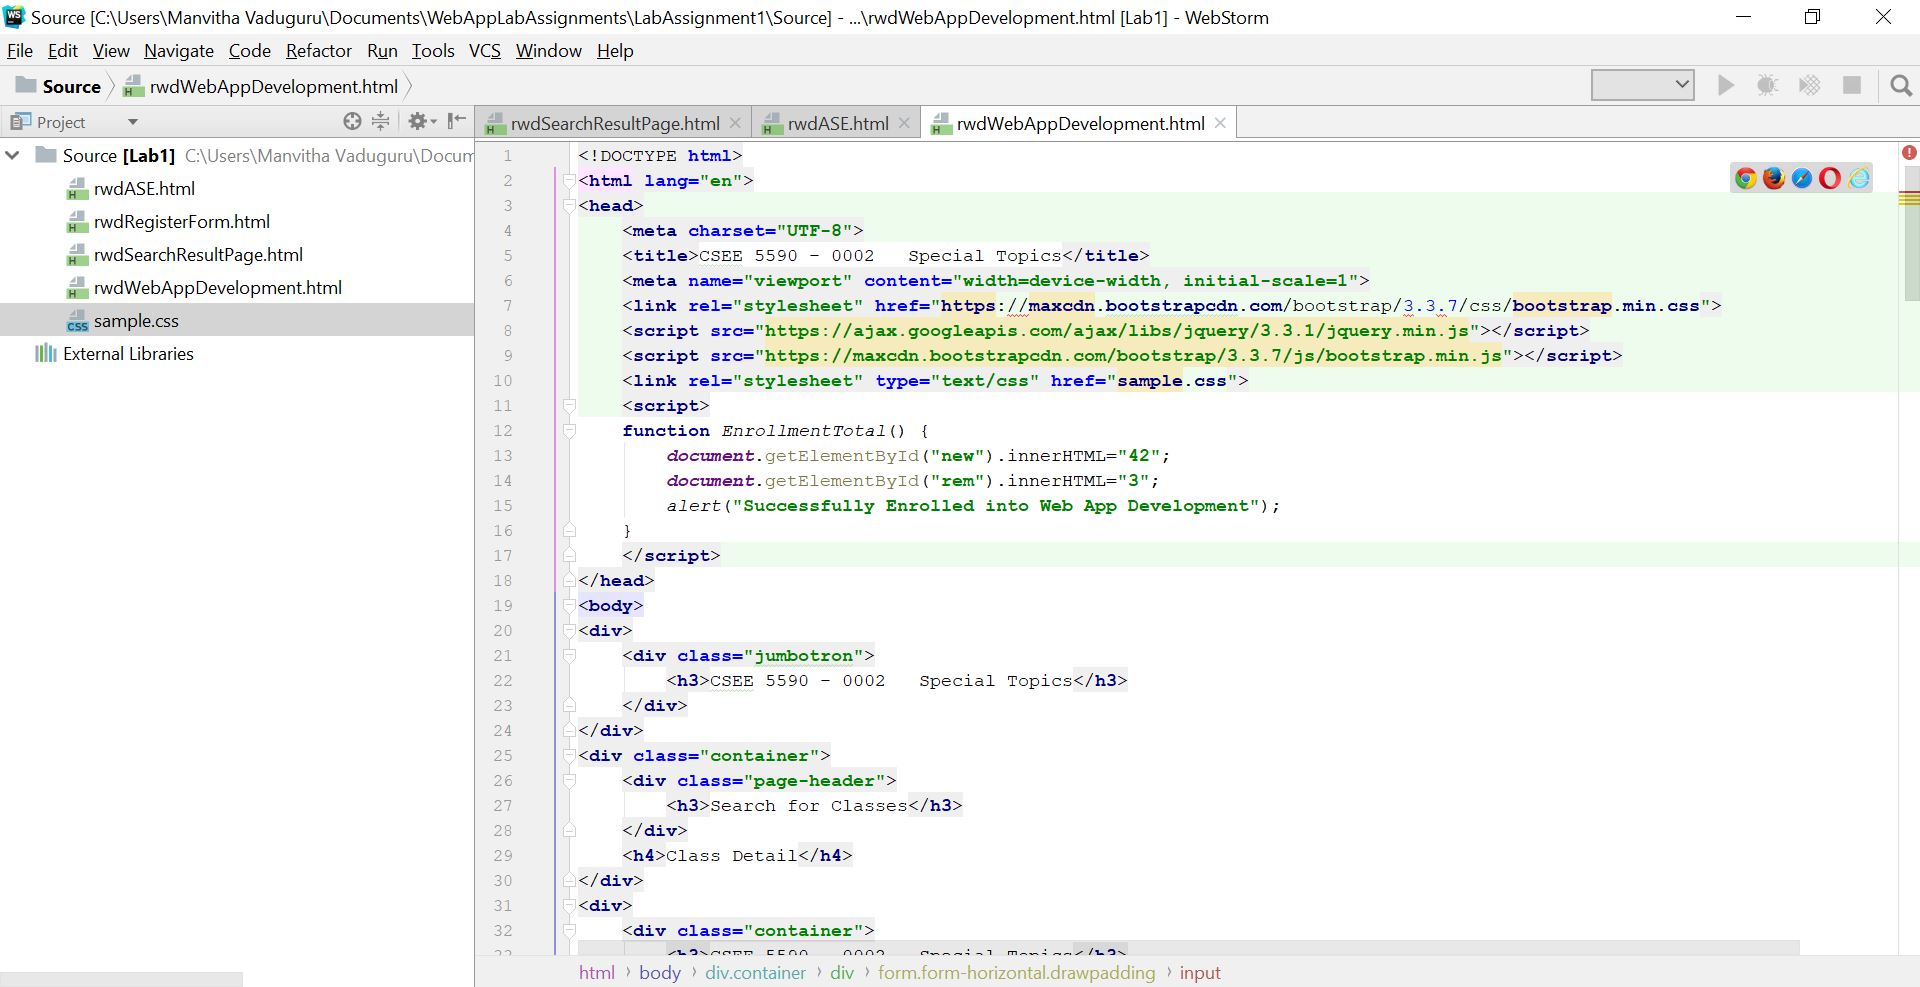 Source [C:\Users\Manvitha Vaduguru\Documents\WebAppLabAssignments\LabAssignment1\Source] - ...\rwdWebAppDevelopment.html [Lab1] - WebStorm
File Edit View Navigate Code Refactor Run Tools VCS Window Help
Source rwdWebAppDevelopment.html
Project
rwdSearchResultPage.html rwdASE.html rwdWebAppDevelopment.html
Source [Lab1] C:\Users\Manvitha Vaduguru\Docum
rwdASE.html
rwdRegisterForm.html
rwdSearchResultPage.html
rwdWebAppDevelopment.html
sample.css
External Libraries
1 <!DOCTYPE html>
2 <html lang="en">
3 <head>
4     <meta charset="UTF-8">
5     <title>CSEE 5590 - 0002   Special Topics</title>
6     <meta name="viewport" content="width=device-width, initial-scale=1">
7     <link rel="stylesheet" href="https://maxcdn.bootstrapcdn.com/bootstrap/3.3.7/css/bootstrap.min.css">
8     <script src="https://ajax.googleapis.com/ajax/libs/jquery/3.3.1/jquery.min.js"></script>
9     <script src="https://maxcdn.bootstrapcdn.com/bootstrap/3.3.7/js/bootstrap.min.js"></script>
10     <link rel="stylesheet" type="text/css" href="sample.css">
11     <script>
12     function EnrollmentTotal() {
13         document.getElementById("new").innerHTML="42";
14         document.getElementById("rem").innerHTML="3";
15         alert("Successfully Enrolled into Web App Development");
16     }
17     </script>
18 </head>
19 <body>
20 <div>
21     <div class="jumbotron">
22         <h3>CSEE 5590 - 0002   Special Topics</h3>
23     </div>
24 </div>
25 <div class="container">
26     <div class="page-header">
27         <h3>Search for Classes</h3>
28     </div>
29     <h4>Class Detail</h4>
30 </div>
31 <div>
32     <div class="container">
33         <h3>CSEE 5590 - 0002   Special Topics</h3>
html › body › div.container › div › form.form-horizontal.drawpadding › input